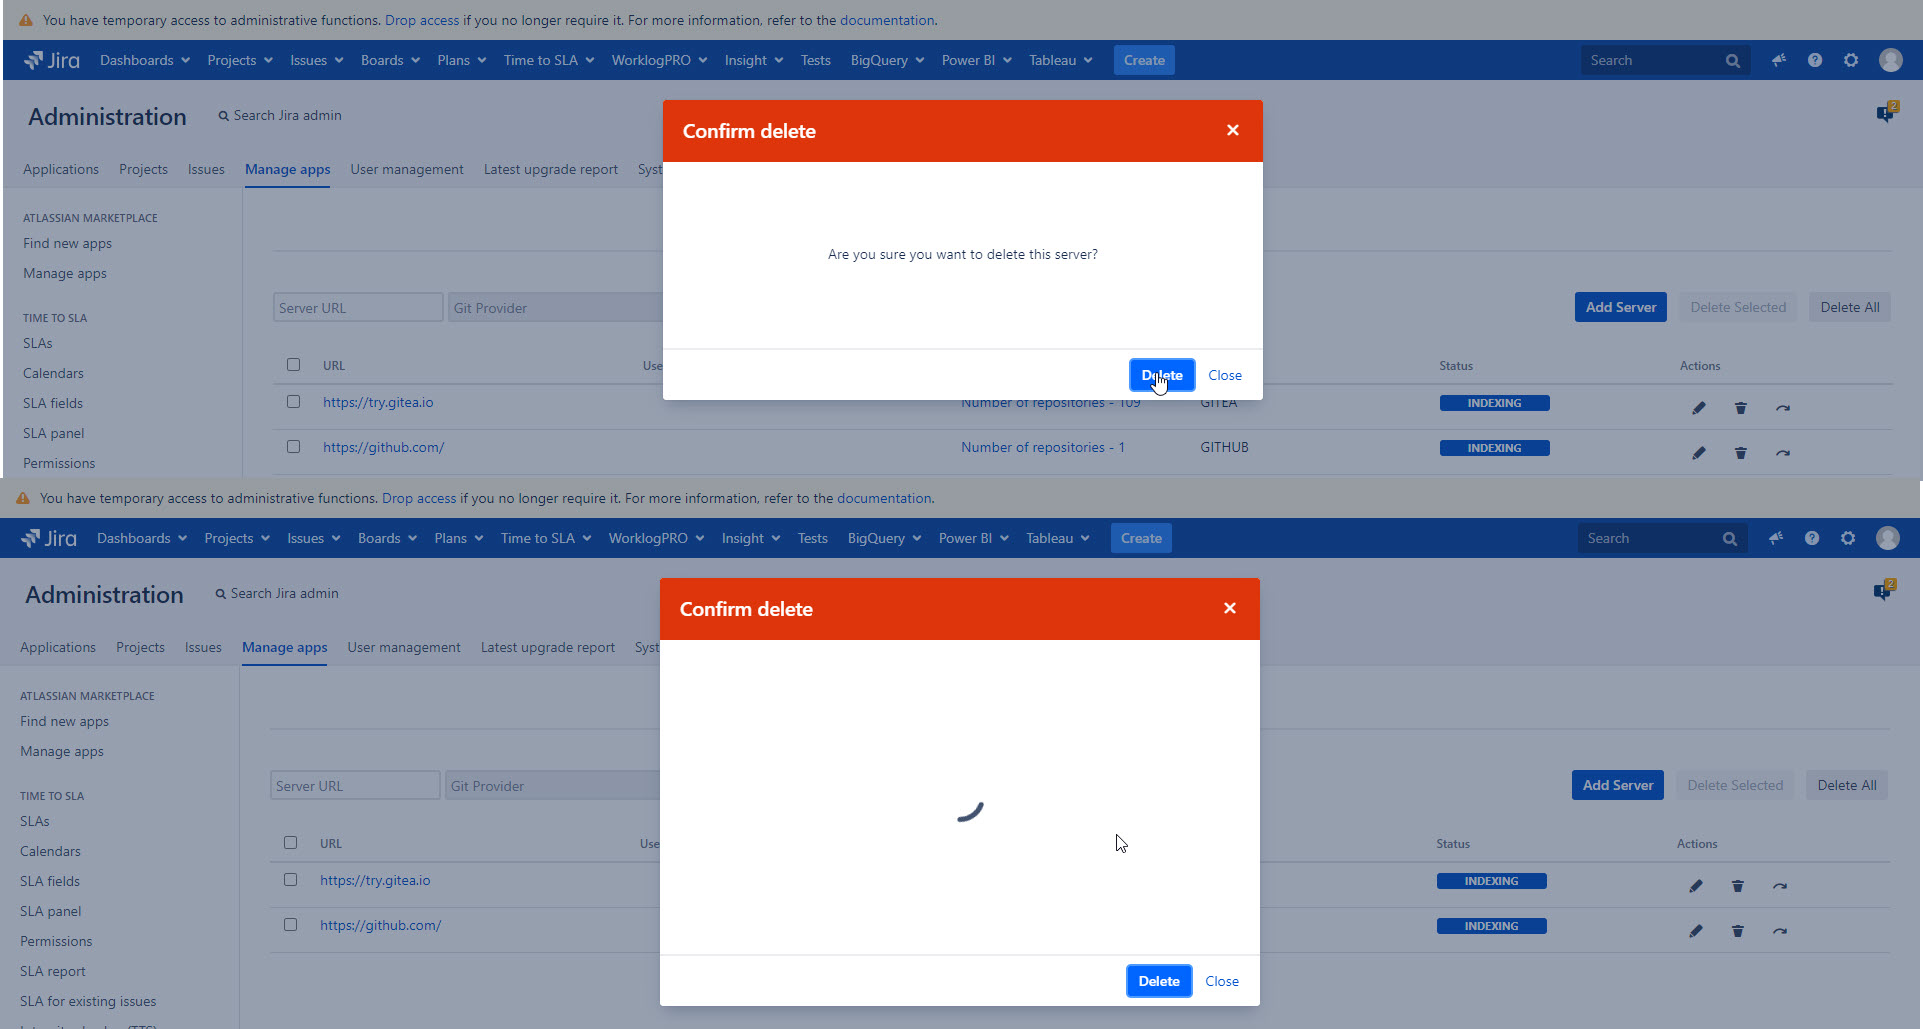 You have temporary access to administrative functions. Drop access if you no longer require it. For more information, refer to the documentation.
Jira Dashboards Projects Issues Boards Plans Time to SLA WorklogPRO Insight Tests BigQuery Power BI Tableau Create Search
Administration Search Jira admin 2
Confirm delete
Applications Projects Issues Manage apps User management Latest upgrade report Syst
ATLASSIAN MARKETPLACE
Find new apps
Are you sure you want to delete this server?
Manage apps
Server URL Git Provider Add Server Delete Selected Delete All
TIME TO SLA
SLAs
URL Use Status Actions
Calendars
Delete Close
https://try.gitea.io Number of repositories - 109 GITEA INDEXING
SLA fields
SLA panel
https://github.com/ Number of repositories - 1 GITHUB INDEXING
Permissions
You have temporary access to administrative functions. Drop access if you no longer require it. For more information, refer to the documentation.
Jira Dashboards Projects Issues Boards Plans Time to SLA WorklogPRO Insight Tests BigQuery Power BI Tableau Create Search
Administration Search Jira admin 2
Confirm delete
Applications Projects Issues Manage apps User management Latest upgrade report Syst
ATLASSIAN MARKETPLACE
Find new apps
Manage apps
Server URL Git Provider Add Server Delete Selected Delete All
TIME TO SLA
SLAs
URL Use Status Actions
Calendars
https://try.gitea.io INDEXING
SLA fields
SLA panel
https://github.com/ INDEXING
Permissions
SLA report
Delete Close
SLA for existing issues